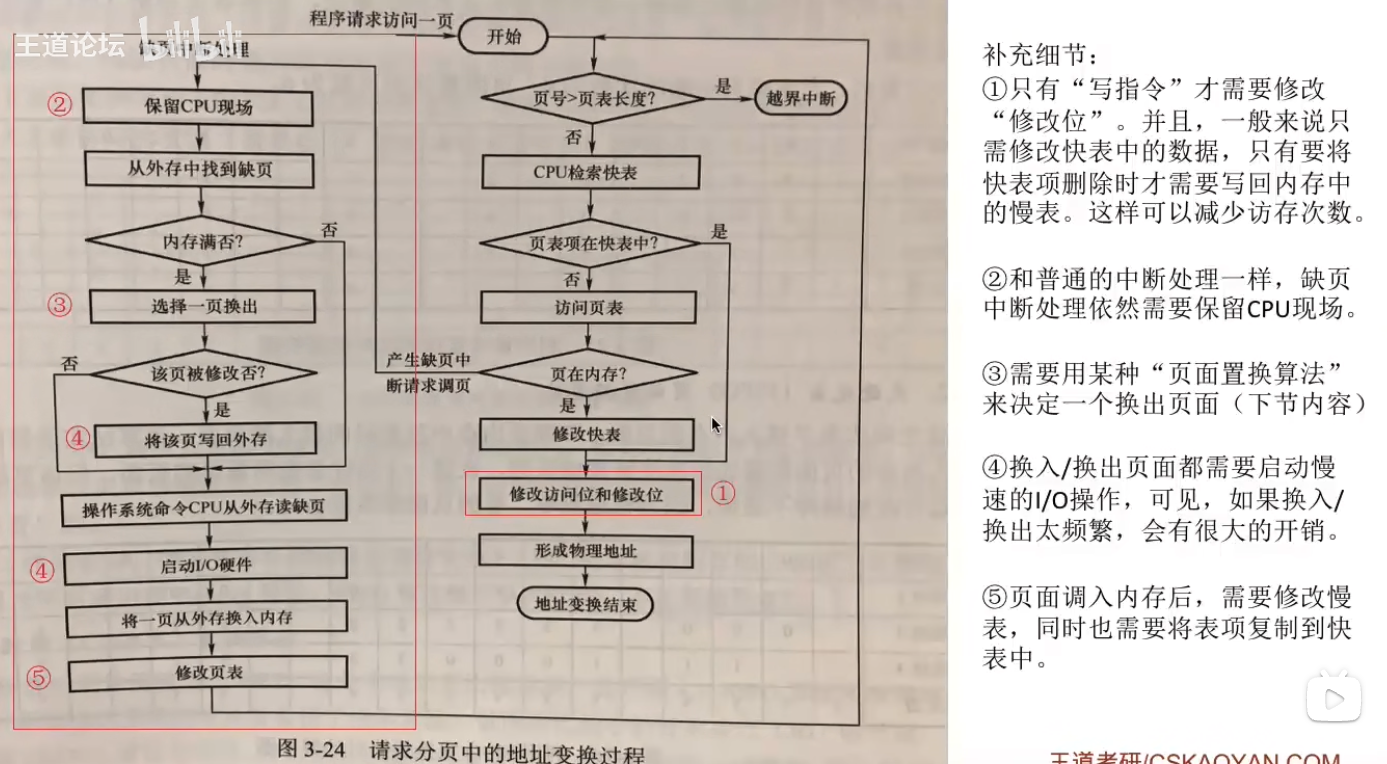 王道论坛
程序请求访问一页
开始
保留CPU现场
从外存中找到缺页
内存满否?
否
是
选择一页换出
该页被修改否?
否
是
将该页写回外存
操作系统命令CPU从外存读缺页
启动I/O硬件
将一页从外存换入内存
修改页表
②
③
④
④
⑤
页号>页表长度?
是
越界中断
否
CPU检索快表
页表项在快表中?
是
否
访问页表
产生缺页中
断请求调页
页在内存?
是
修改快表
修改访问位和修改位
①
形成物理地址
地址变换结束
图 3-24 请求分页中的地址变换过程
补充细节：
①只有“写指令”才需要修改
“修改位”。并且，一般来说只
需修改快表中的数据，只有要将
快表项删除时才需要写回内存中
的慢表。这样可以减少访存次数。
②和普通的中断处理一样，缺页
中断处理依然需要保留CPU现场。
③需要用某种“页面置换算法”
来决定一个换出页面（下节内容）
④换入/换出页面都需要启动慢
速的I/O操作，可见，如果换入/
换出太频繁，会有很大的开销。
⑤页面调入内存后，需要修改慢
表，同时也需要将表项复制到快
表中。
王道考研/CSKAOYAN.COM